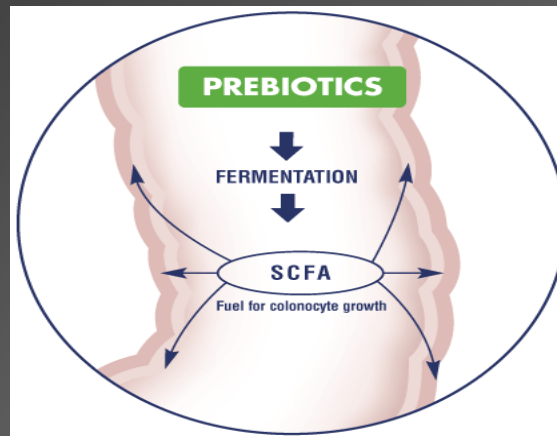 PREBIOTICS
FERMENTATION
SCFA
Fuel for colonocyte growth